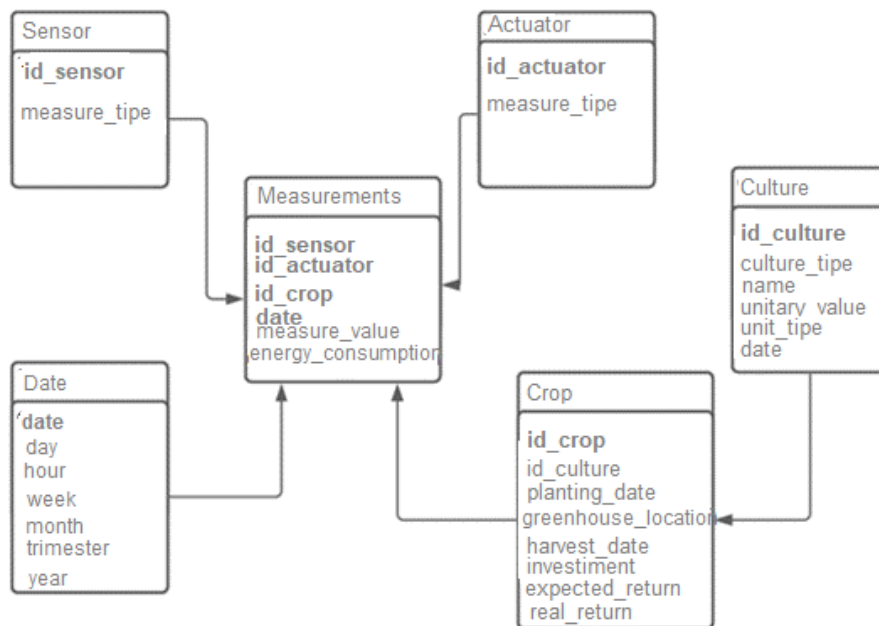 Sensor
id_sensor
measure_tipe
Actuator
id_actuator
measure_tipe
Measurements
id_sensor
id_actuator
id_crop
date
measure_value
energy_consumption
Culture
id_culture
culture_tipe
name
unitary_value
unit_tipe
date
Date
date
day
hour
week
month
trimester
year
Crop
id_crop
id_culture
planting_date
greenhouse_location
harvest_date
investiment
expected_return
real_return